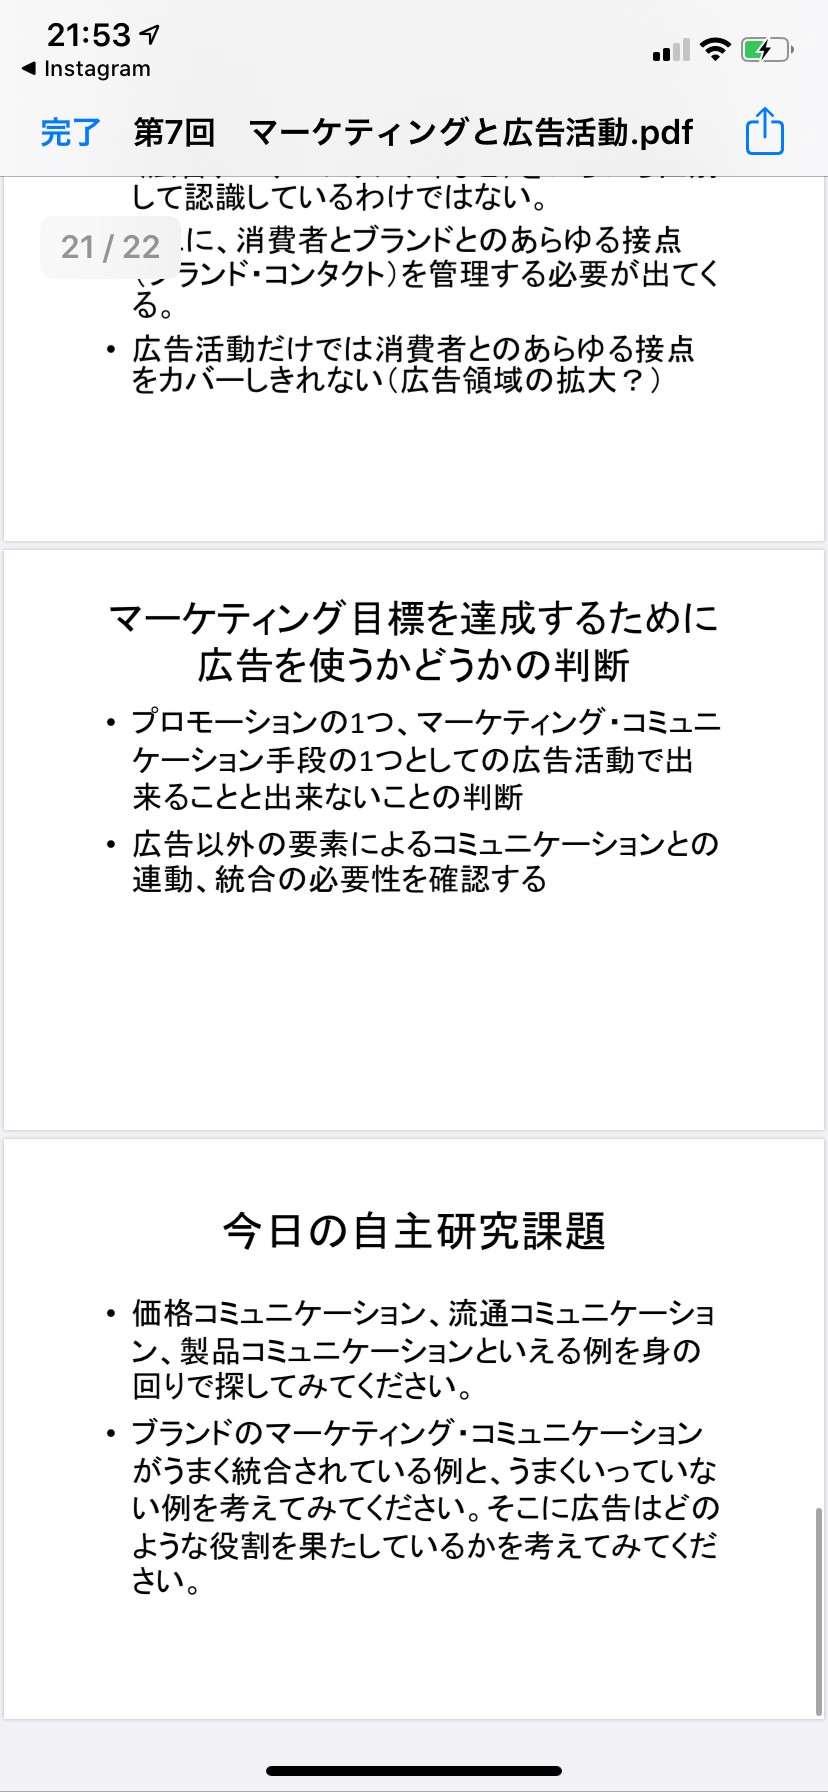 21:53
Instagram
完了 第7回 マーケティングと広告活動.pdf
して認識しているわけではない。
21 / 22
に、消費者とブランドとのあらゆる接点
ランド・コンタクト)を管理する必要が出てく
る。
• 広告活動だけでは消費者とのあらゆる接点
をカバーしきれない(広告領域の拡大?)
マーケティング目標を達成するために
広告を使うかどうかの判断
• プロモーションの1つ、マーケティング・コミュニ
ケーション手段の1つとしての広告活動で出
来ることと出来ないことの判断
• 広告以外の要素によるコミュニケーションとの
連動、統合の必要性を確認する
今日の自主研究課題
• 価格コミュニケーション、流通コミュニケーショ
ン、製品コミュニケーションといえる例を身の
回りで探してみてください。
• ブランドのマーケティング・コミュニケーション
がうまく統合されている例と、うまくいっていな
い例を考えてみてください。そこに広告はどの
ような役割を果たしているかを考えてみてくだ
さい。